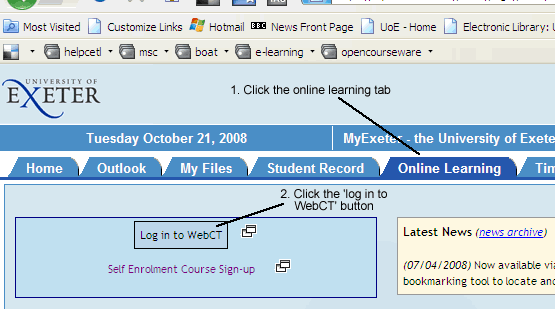 Most Visited Customize Links Hotmail BBC News Front Page UoE - Home Electronic Library:
helpcetl msc boat e-learning opencourseware
UNIVERSITY OF
EXETER
1. Click the online learning tab
Tuesday October 21, 2008 MyExeter - the University of Exete
Home Outlook My Files Student Record Online Learning Tim
2. Click the 'log in to
WebCT' button
Log in to WebCT
Self Enrolment Course Sign-up
Latest News (news archive)
(07/04/2008) Now available via
bookmarking tool to locate and